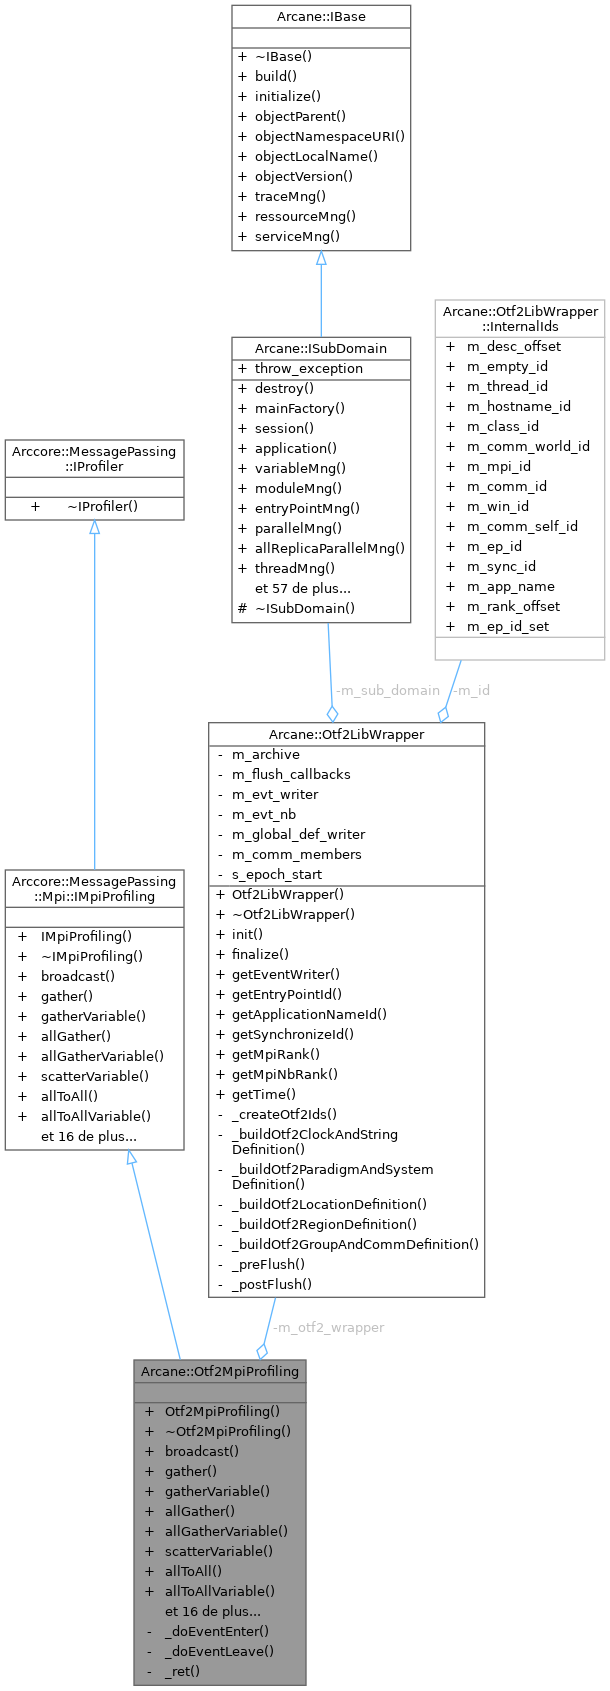 Arcane::IBase
+ ~IBase()
+ build()
+ initialize()
+ objectParent()
+ objectNamespaceURI()
+ objectLocalName()
+ objectVersion()
+ traceMng()
+ ressourceMng()
+ serviceMng()
Arcane::ISubDomain
+ throw_exception
+ destroy()
+ mainFactory()
+ session()
+ application()
+ variableMng()
+ moduleMng()
+ entryPointMng()
+ parallelMng()
+ allReplicaParallelMng()
+ threadMng()
et 57 de plus...
# ~ISubDomain()
Arcane::Otf2LibWrapper
::InternalIds
+ m_desc_offset
+ m_empty_id
+ m_thread_id
+ m_hostname_id
+ m_class_id
+ m_comm_world_id
+ m_mpi_id
+ m_comm_id
+ m_win_id
+ m_comm_self_id
+ m_ep_id
+ m_sync_id
+ m_app_name
+ m_rank_offset
+ m_ep_id_set
Arccore::MessagePassing
::IProfiler
+ ~IProfiler()
-m_sub_domain
-m_id
Arcane::Otf2LibWrapper
- m_archive
- m_flush_callbacks
- m_evt_writer
- m_evt_nb
- m_global_def_writer
- m_comm_members
- s_epoch_start
+ Otf2LibWrapper()
+ ~Otf2LibWrapper()
+ init()
+ finalize()
+ getEventWriter()
+ getEntryPointId()
+ getApplicationNameId()
+ getSynchronizeId()
+ getMpiRank()
+ getMpiNbRank()
+ getTime()
- _createOtf2Ids()
- _buildOtf2ClockAndString
Definition()
- _buildOtf2ParadigmAndSystem
Definition()
- _buildOtf2LocationDefinition()
- _buildOtf2RegionDefinition()
- _buildOtf2GroupAndCommDefinition()
- _preFlush()
- _postFlush()
Arccore::MessagePassing
::Mpi::IMpiProfiling
+ IMpiProfiling()
+ ~IMpiProfiling()
+ broadcast()
+ gather()
+ gatherVariable()
+ allGather()
+ allGatherVariable()
+ scatterVariable()
+ allToAll()
+ allToAllVariable()
et 16 de plus...
-m_otf2_wrapper
Arcane::Otf2MpiProfiling
+ Otf2MpiProfiling()
+ ~Otf2MpiProfiling()
+ broadcast()
+ gather()
+ gatherVariable()
+ allGather()
+ allGatherVariable()
+ scatterVariable()
+ allToAll()
+ allToAllVariable()
et 16 de plus...
- _doEventEnter()
- _doEventLeave()
- _ret()